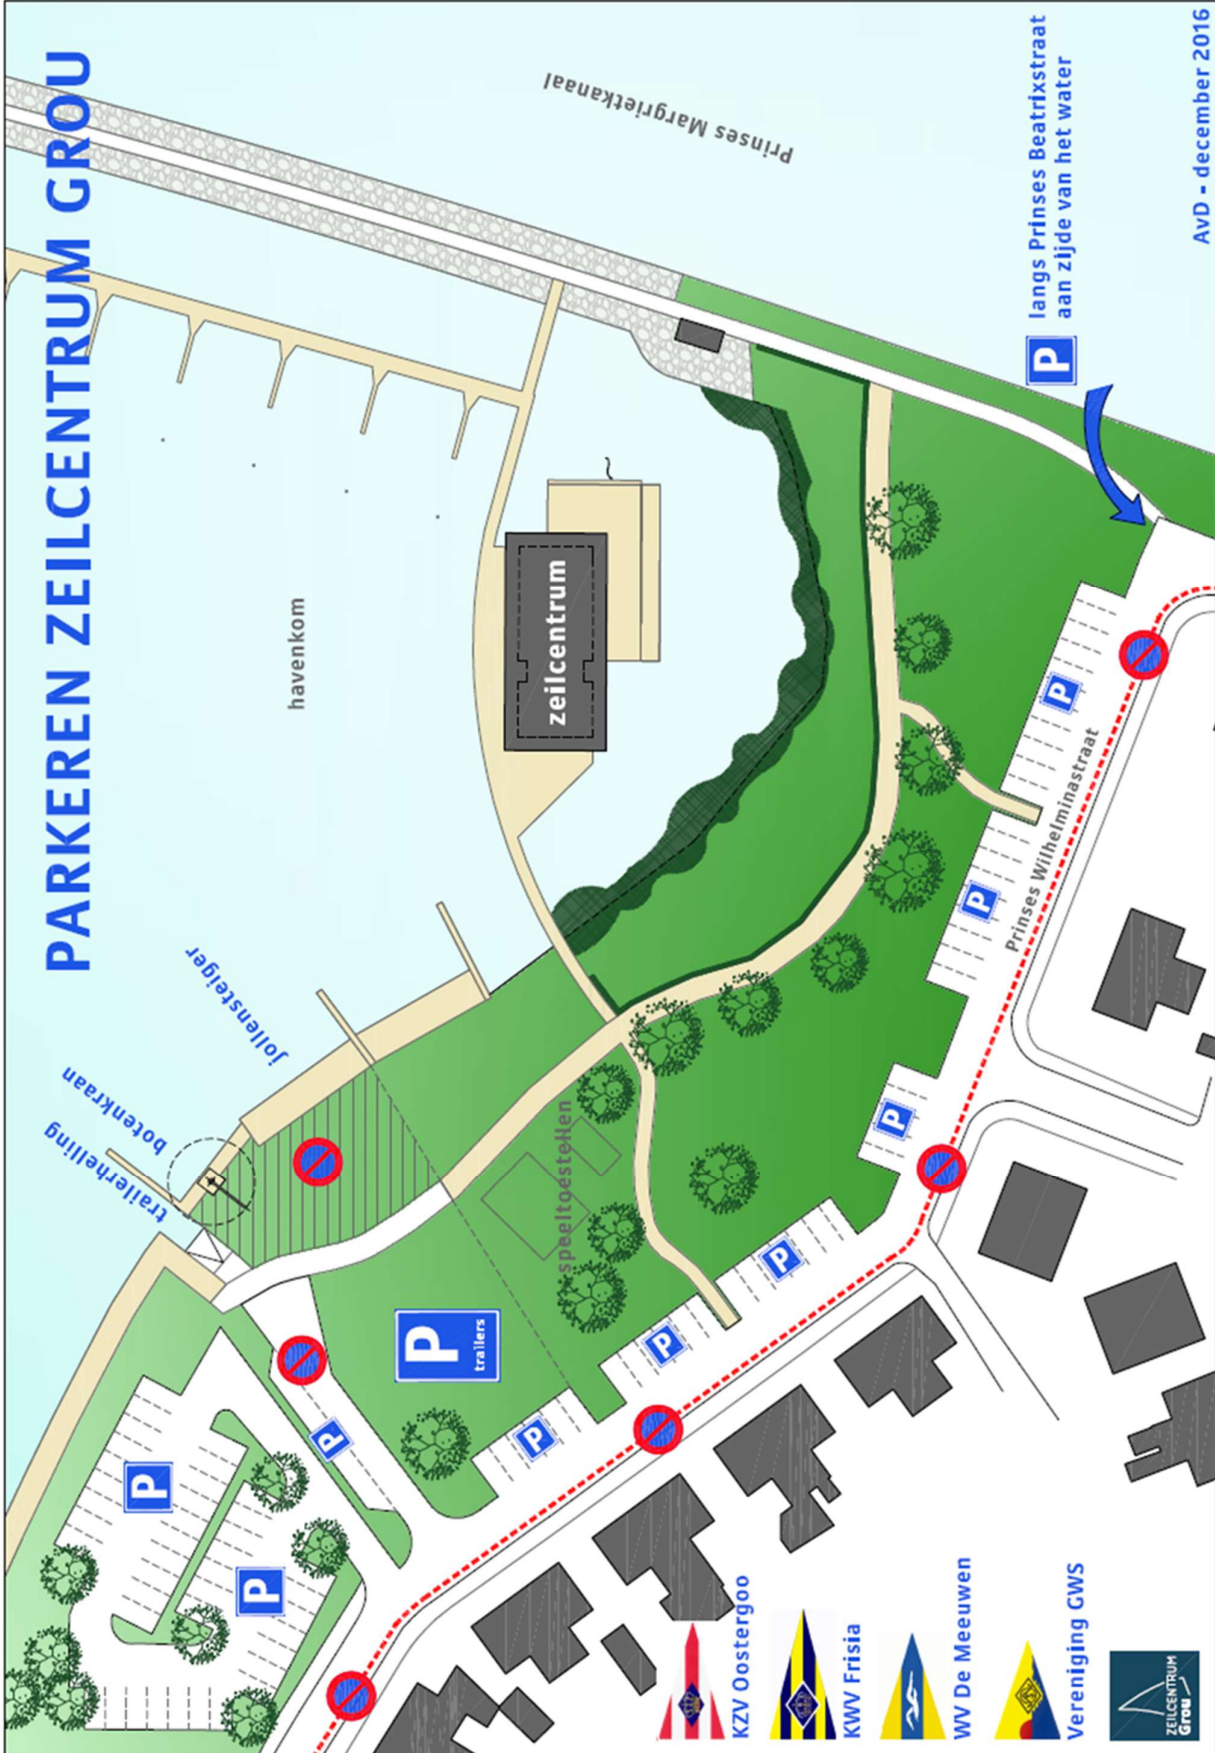 PARKEREN ZEILCENTRUM GROU
Prinses Margrietkanaal
P
langs Prinses Beatrixstraat
aan zijde van het water
AvD - december 2016
havenkom
zeilcentrum
jollensteiger
botenkraan
trailerhelling
speeltoestellen
P
trailers
P
P
P
P
P
P
P
P
P
Prinses Wilhelminastraat
KZV Oostergoo
KWV Frisia
WV De Meeuwen
Vereniging GWS
ZEILCENTRUM
Grou